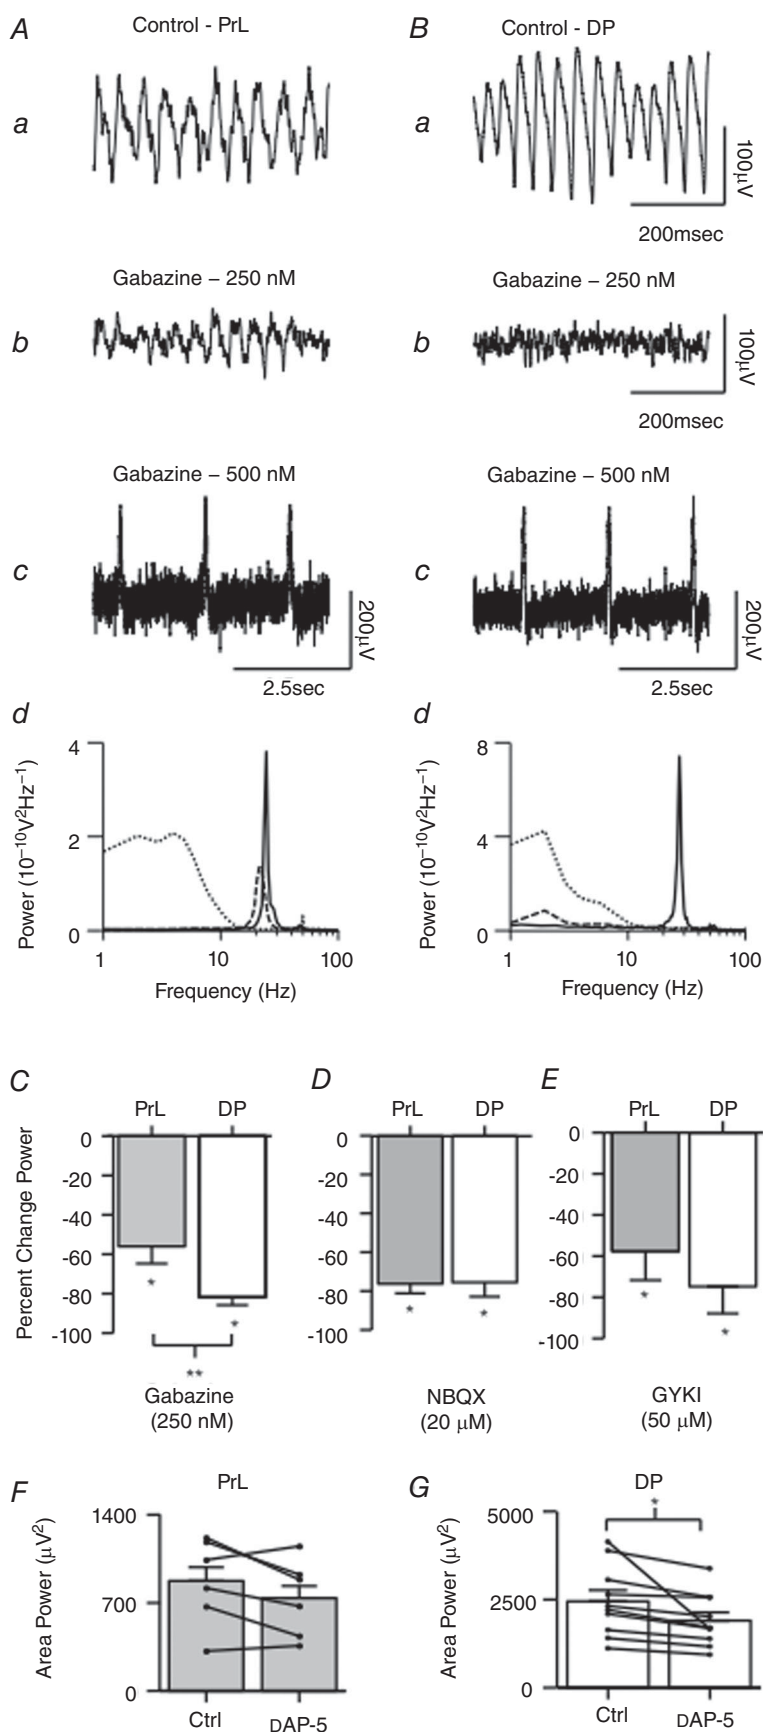 A Control - PrL
B Control - DP
a
a
100μV
200msec
Gabazine – 250 nM
Gabazine – 250 nM
b
b
100μV
200msec
Gabazine – 500 nM
Gabazine – 500 nM
c
c
200μV
2.5sec
200μV
2.5sec
d
Power (10⁻¹⁰V²Hz⁻¹)
4
2
0
1 10 100
Frequency (Hz)
d
Power (10⁻¹⁰V²Hz⁻¹)
8
4
0
1 10 100
Frequency (Hz)
C
PrL DP
Percent Change Power
0
-20
-40
-60
-80
-100
*
*
**
Gabazine
(250 nM)
D
PrL DP
0
-20
-40
-60
-80
-100
*
*
NBQX
(20 μM)
E
PrL DP
0
-20
-40
-60
-80
-100
*
*
GYKI
(50 μM)
F
PrL
Area Power (μV²)
1400
700
0
Ctrl DAP-5
G
DP
*
Area Power (μV²)
5000
2500
0
Ctrl DAP-5